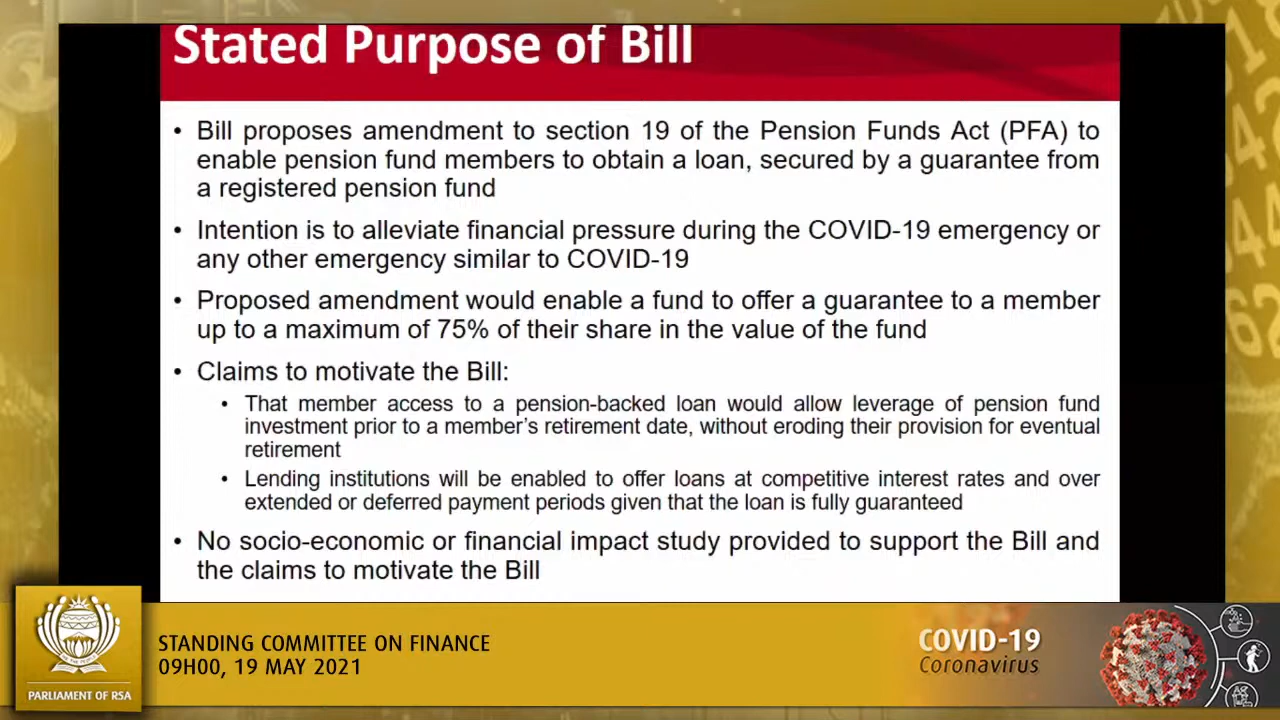 Stated Purpose of Bill
• Bill proposes amendment to section 19 of the Pension Funds Act (PFA) to
enable pension fund members to obtain a loan, secured by a guarantee from
a registered pension fund
• Intention is to alleviate financial pressure during the COVID-19 emergency or
any other emergency similar to COVID-19
• Proposed amendment would enable a fund to offer a guarantee to a member
up to a maximum of 75% of their share in the value of the fund
• Claims to motivate the Bill:
• That member access to a pension-backed loan would allow leverage of pension fund
investment prior to a member's retirement date, without eroding their provision for eventual
retirement
• Lending institutions will be enabled to offer loans at competitive interest rates and over
extended or deferred payment periods given that the loan is fully guaranteed
• No socio-economic or financial impact study provided to support the Bill and
the claims to motivate the Bill
STANDING COMMITTEE ON FINANCE
09H00, 19 MAY 2021
PARLIAMENT OF RSA
COVID-19
Coronavirus